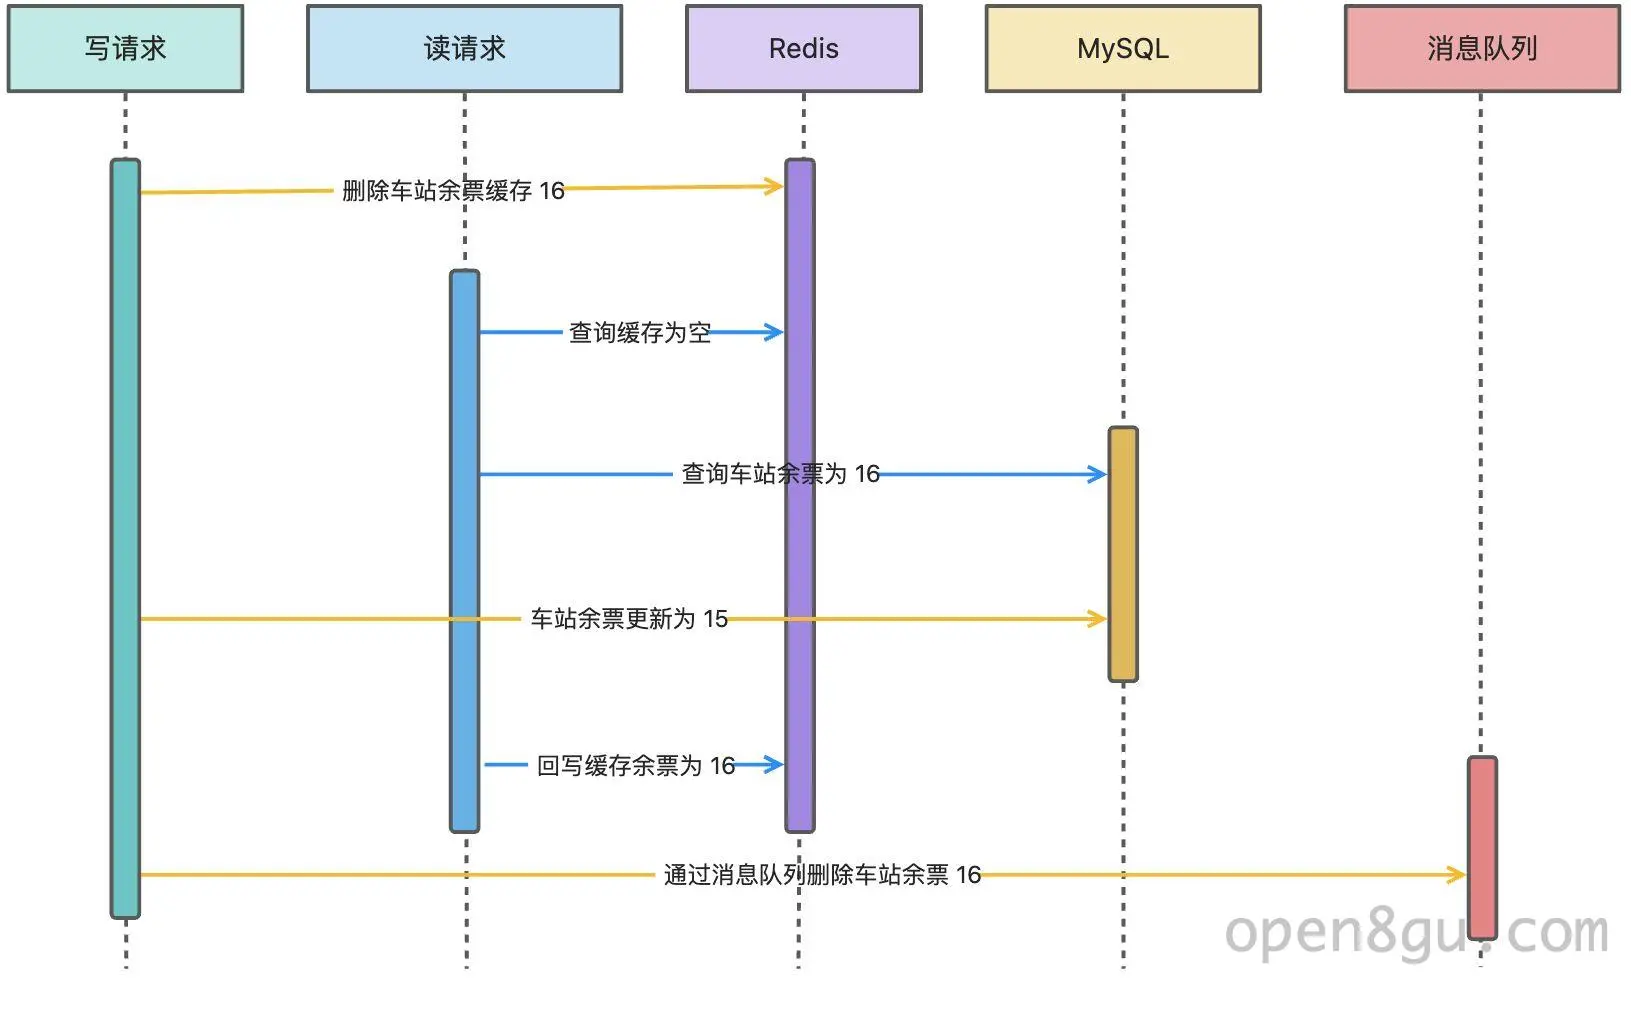 写请求
读请求
Redis
MySQL
消息队列
删除车站余票缓存 16
查询缓存为空
查询车站余票为 16
车站余票更新为 15
回写缓存余票为 16
通过消息队列删除车站余票 16
open8gu.com